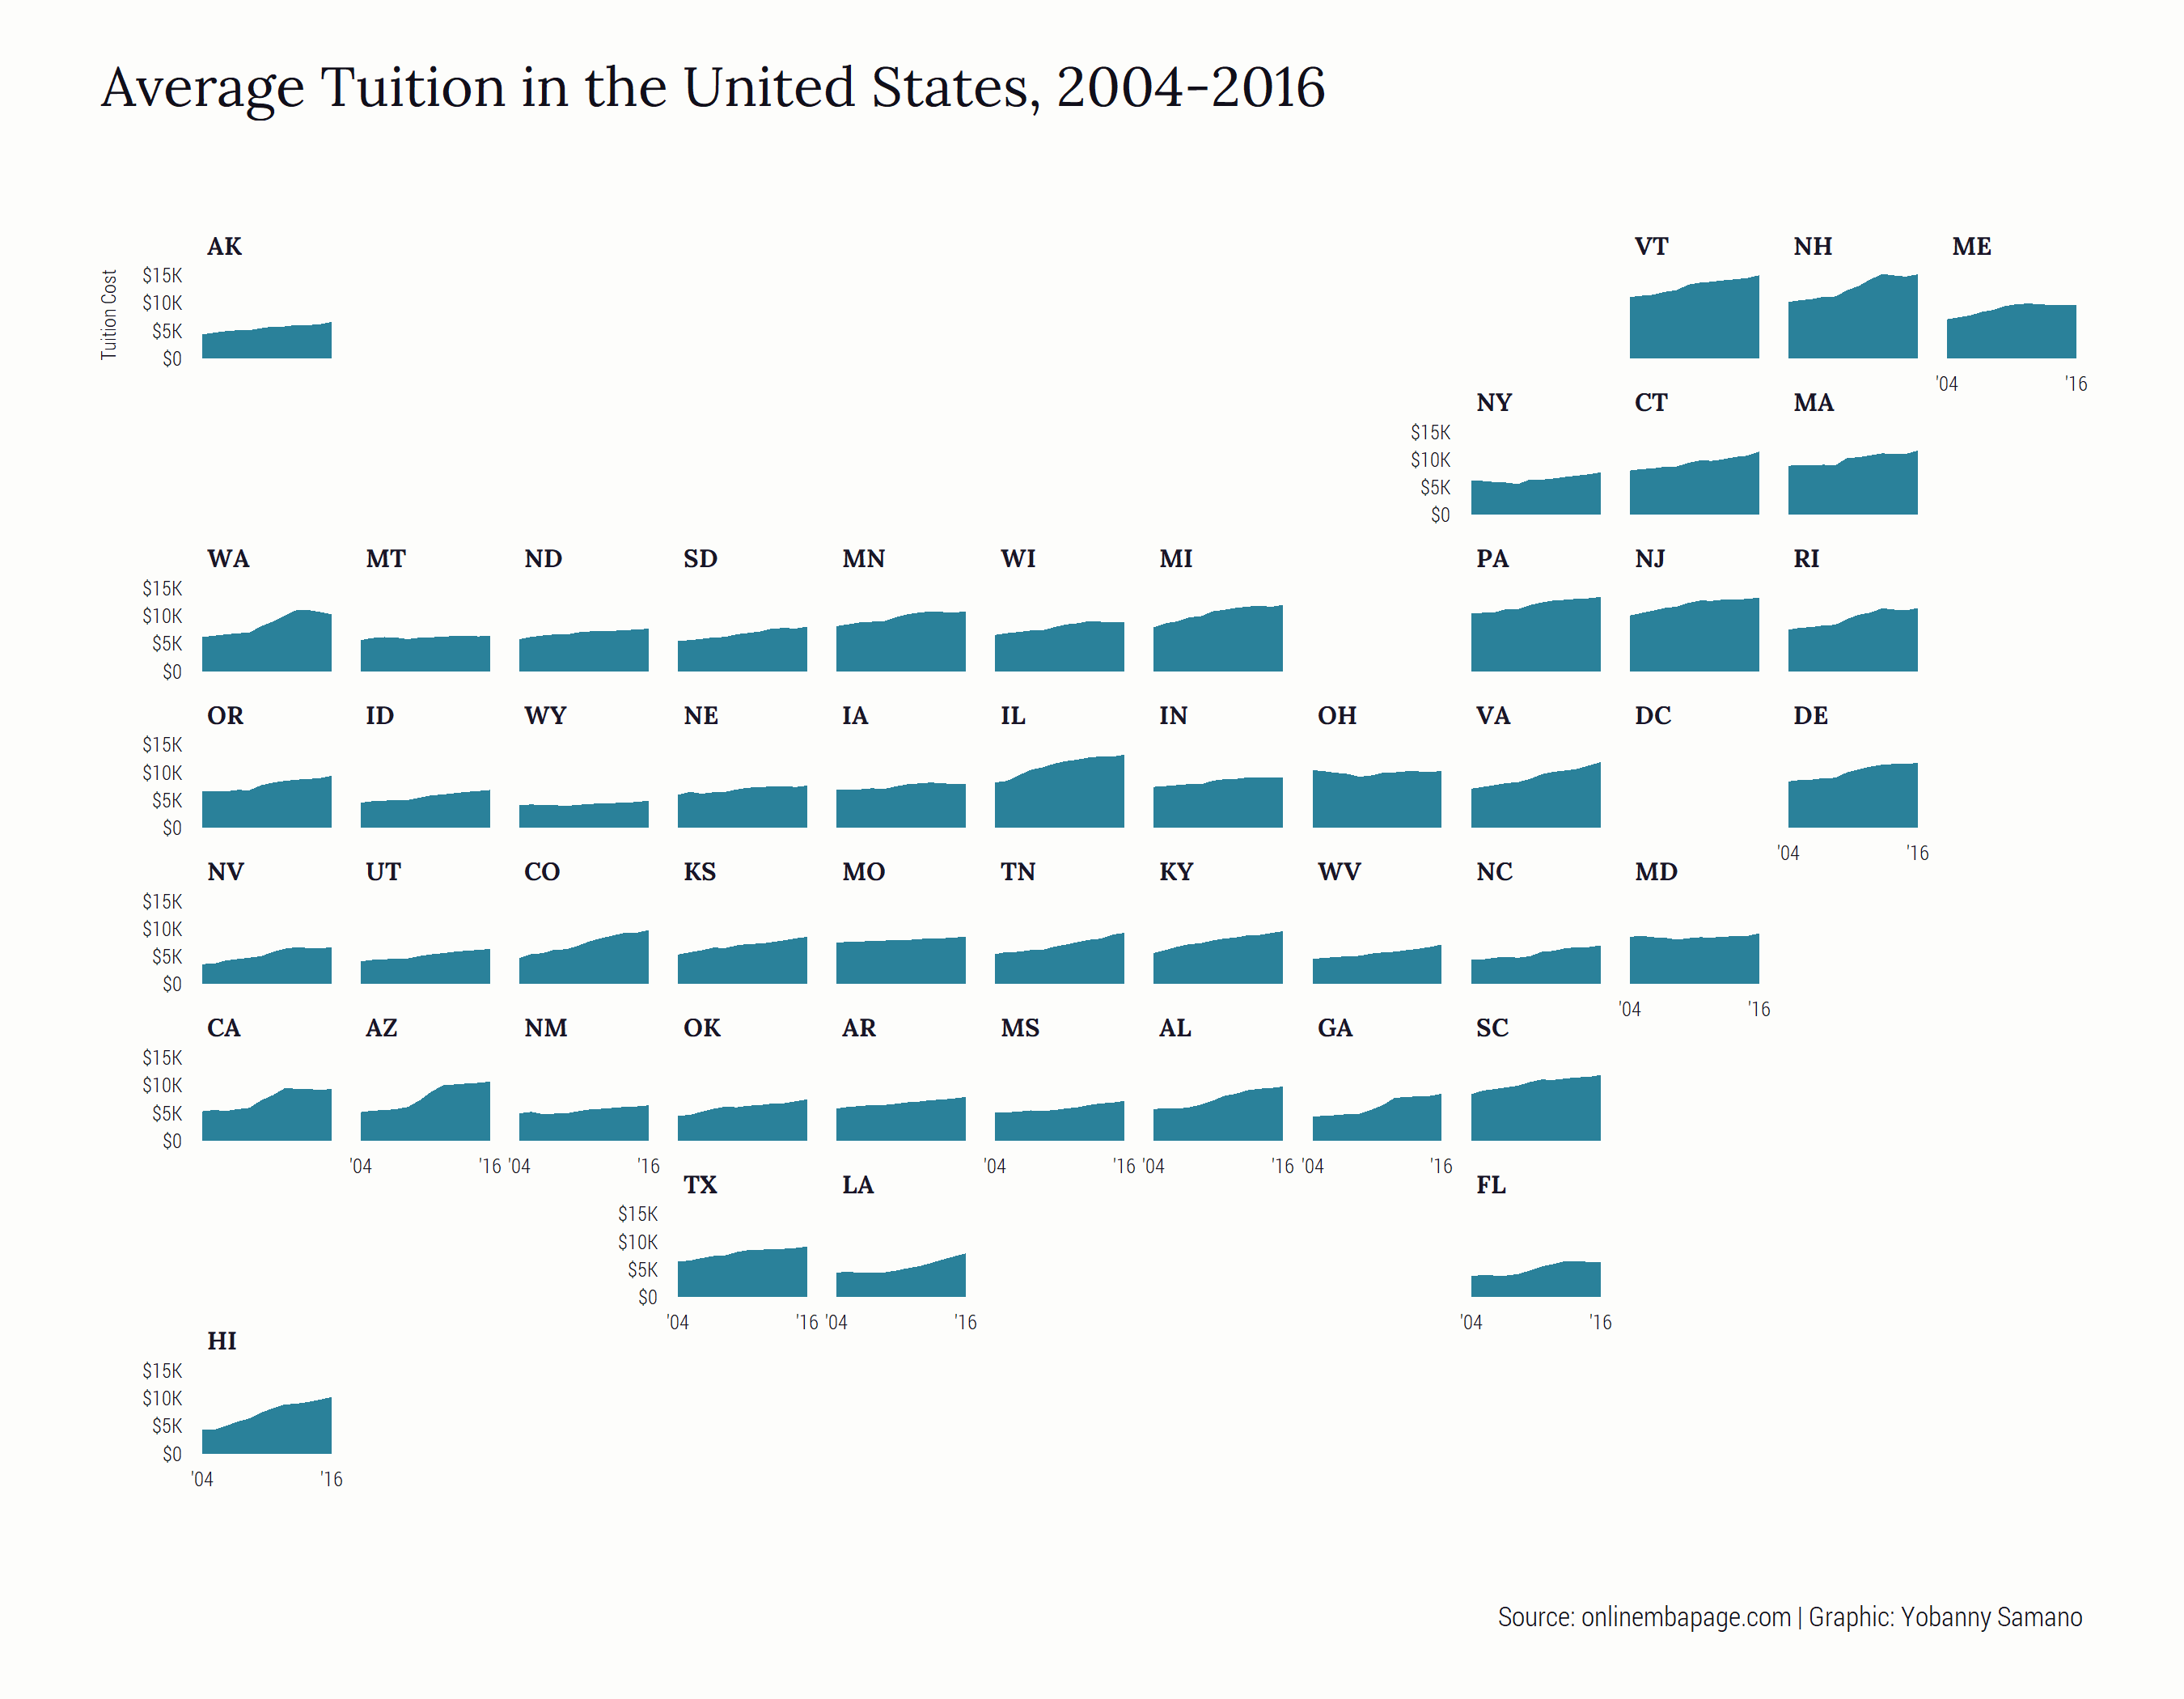 Average Tuition in the United States, 2004-2016
AK
VT
NH
ME
Tuition Cost
$15K
$10K
$5K
$0
'04
'16
NY
CT
MA
$15K
$10K
$5K
$0
WA
MT
ND
SD
MN
WI
MI
PA
NJ
RI
$15K
$10K
$5K
$0
OR
ID
WY
NE
IA
IL
IN
OH
VA
DC
DE
$15K
$10K
$5K
$0
'04
'16
NV
UT
CO
KS
MO
TN
KY
WV
NC
MD
$15K
$10K
$5K
$0
'04
'16
CA
AZ
NM
OK
AR
MS
AL
GA
SC
$15K
$10K
$5K
$0
'04
'16
'04
'16
'04
'16
'04
'16
'04
'16
TX
LA
FL
$15K
$10K
$5K
$0
'04
'16
'04
'16
'04
'16
HI
$15K
$10K
$5K
$0
'04
'16
Source: onlinembapage.com | Graphic: Yobanny Samano